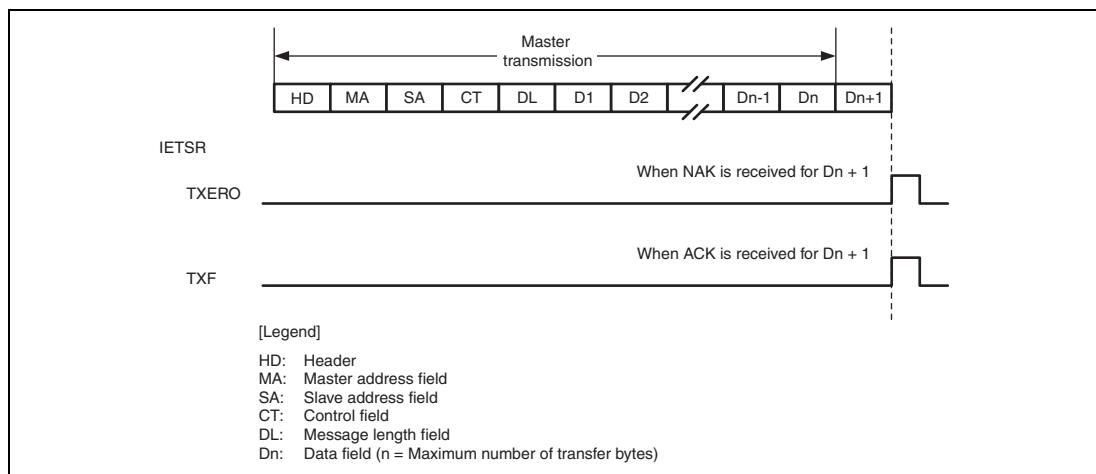 Master
transmission
HD MA SA CT DL D1 D2 Dn-1 Dn Dn+1
IETSR
When NAK is received for Dn + 1
TXERO
When ACK is received for Dn + 1
TXF
[Legend]
HD: Header
MA: Master address field
SA: Slave address field
CT: Control field
DL: Message length field
Dn: Data field (n = Maximum number of transfer bytes)